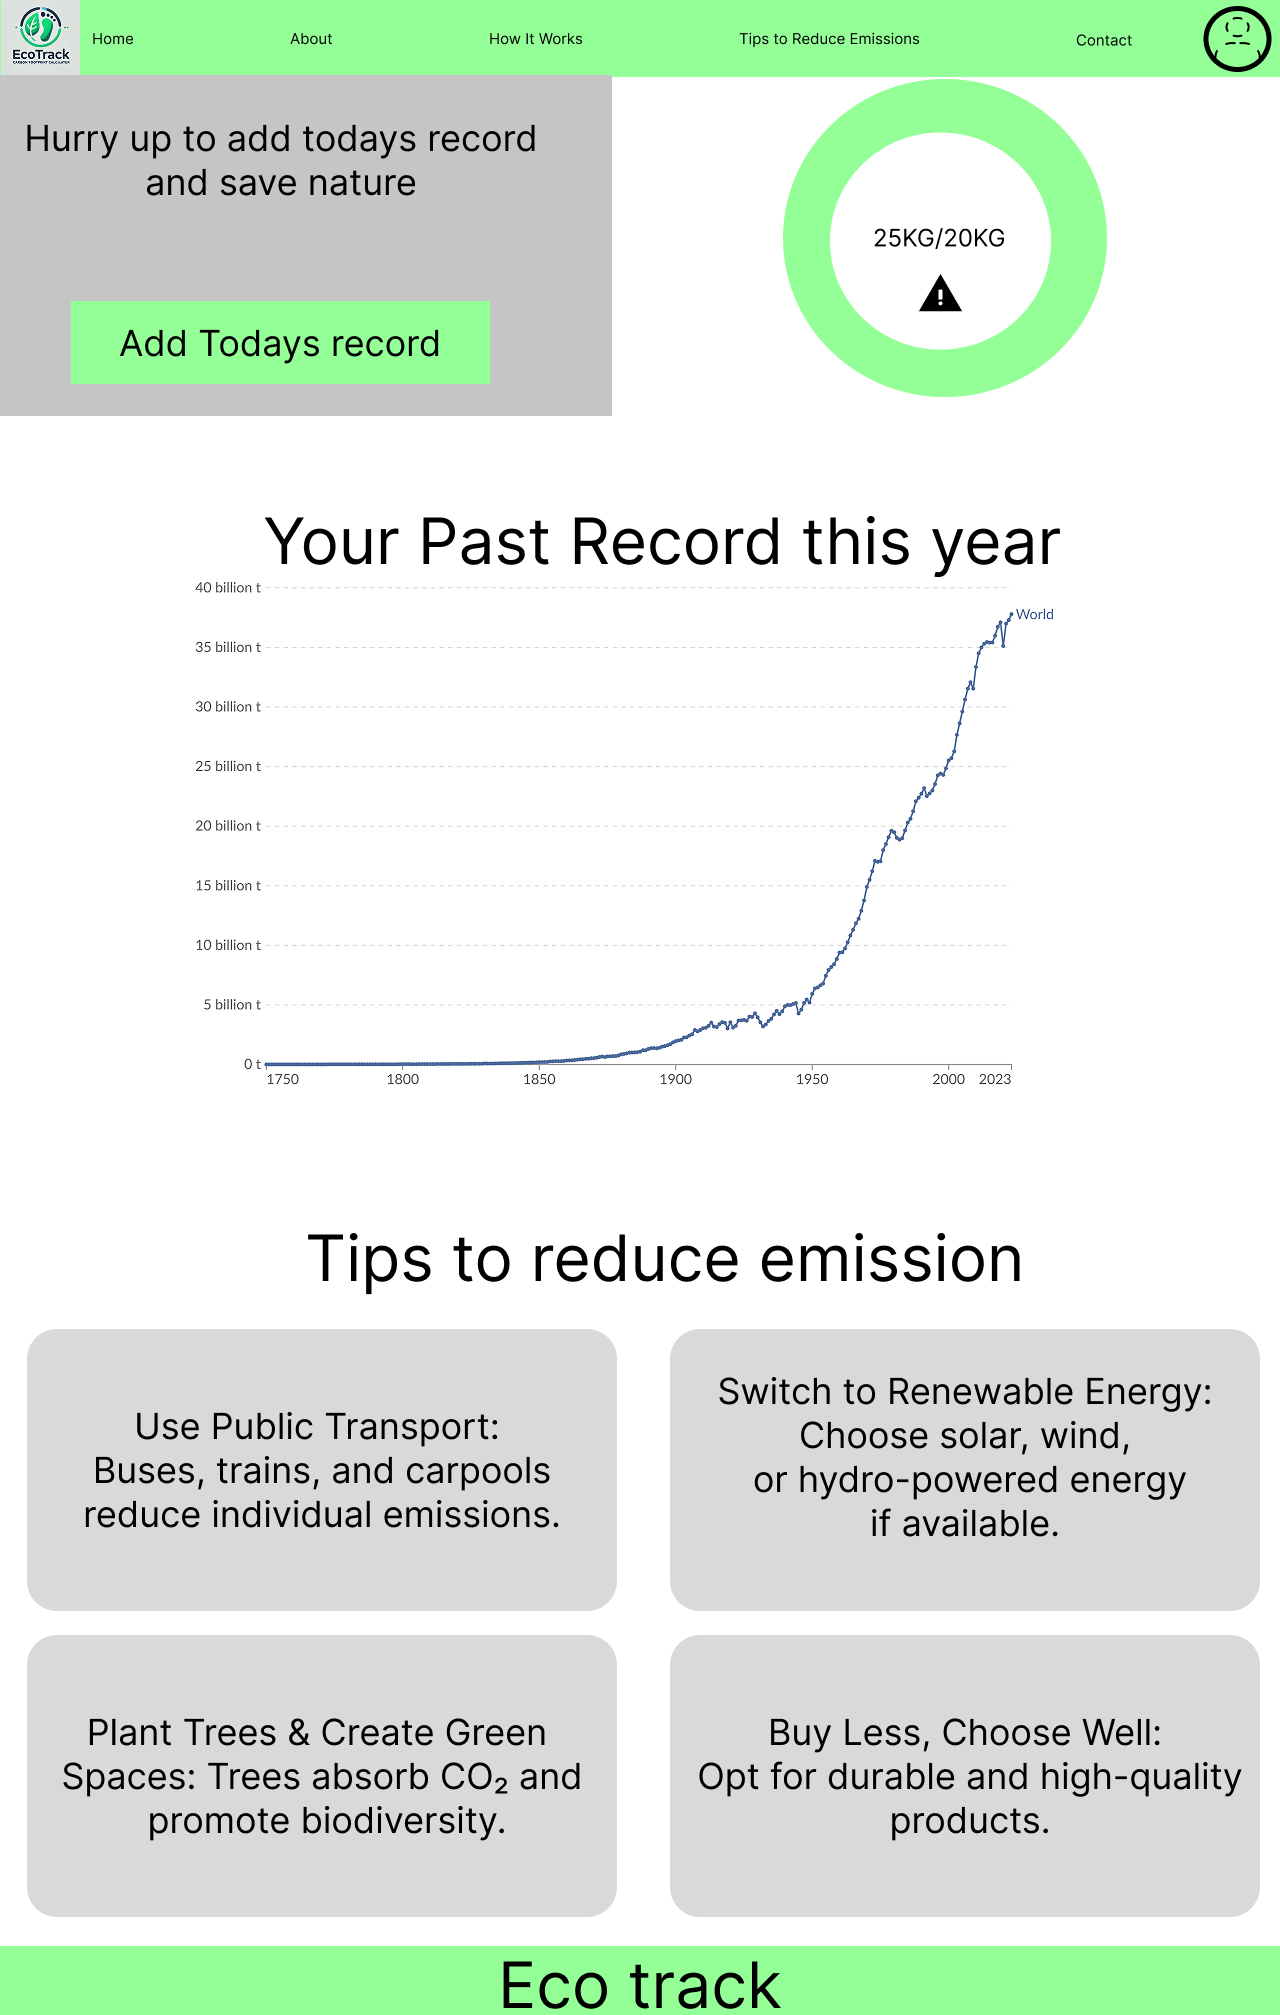 EcoTrack
CARBON FOOTPRINT CALCULATOR
Home
About
How It Works
Tips to Reduce Emissions
Contact
Hurry up to add todays record
and save nature
Add Todays record
25KG/20KG
Your Past Record this year
40 billion t
35 billion t
30 billion t
25 billion t
20 billion t
15 billion t
10 billion t
5 billion t
0 t
World
1750
1800
1850
1900
1950
2000
2023
Tips to reduce emission
Use Public Transport:
Buses, trains, and carpools
reduce individual emissions.
Switch to Renewable Energy:
Choose solar, wind,
or hydro-powered energy
if available.
Plant Trees & Create Green
Spaces: Trees absorb CO₂ and
promote biodiversity.
Buy Less, Choose Well:
Opt for durable and high-quality
products.
Eco track